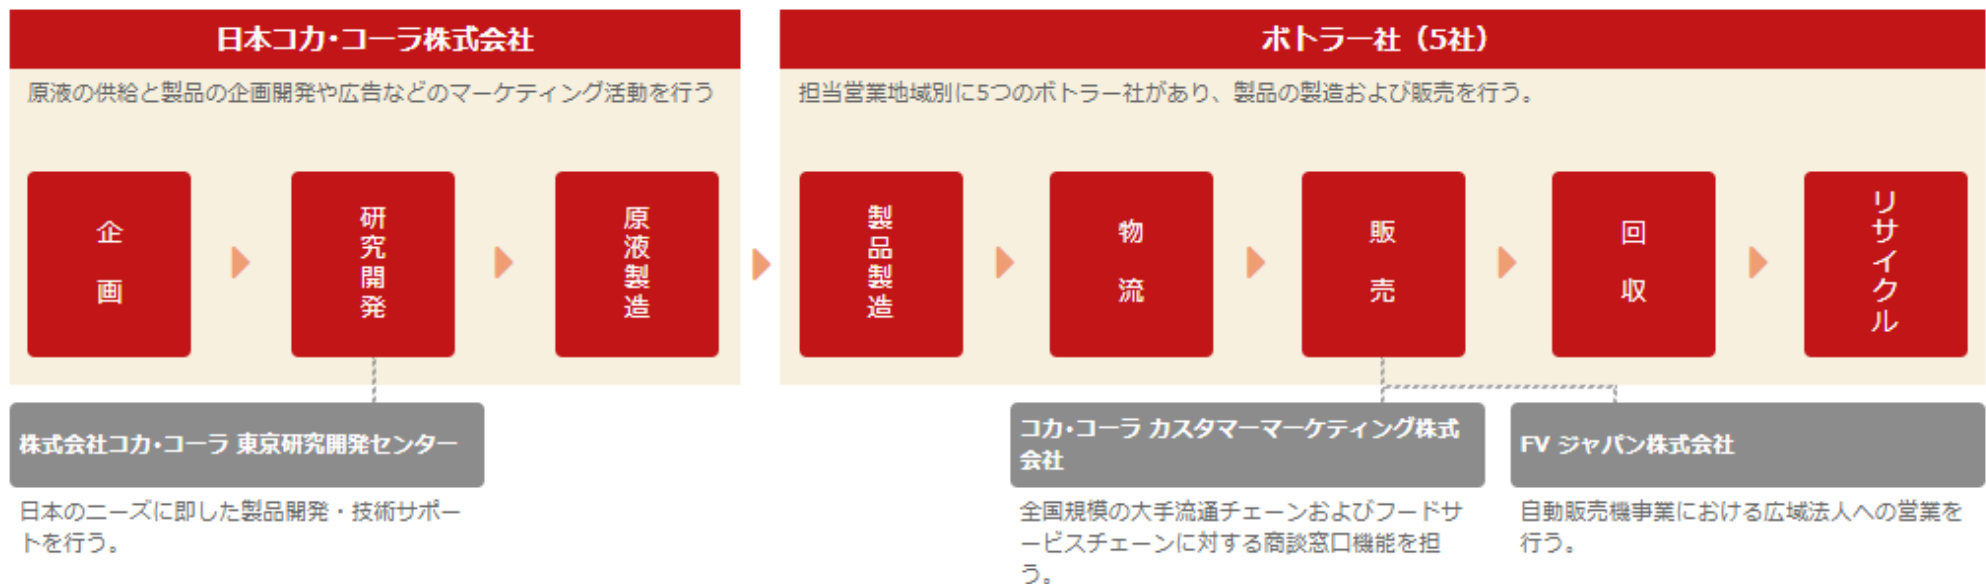 日本コカ・コーラ株式会社
原液の供給と製品の企画開発や広告などのマーケティング活動を行う
企画
研究開発
原液製造
ボトラー社（5社）
担当営業地域別に5つのボトラー社があり、製品の製造および販売を行う。
製品製造
物流
販売
回収
リサイクル
株式会社コカ・コーラ 東京研究開発センター
日本のニーズに即した製品開発・技術サポー
トを行う。
コカ・コーラ カスタマーマーケティング株式
会社
全国規模の大手流通チェーンおよびフードサ
ービスチェーンに対する商談窓口機能を担
う。
FV ジャパン株式会社
自動販売機事業における広域法人への営業を
行う。